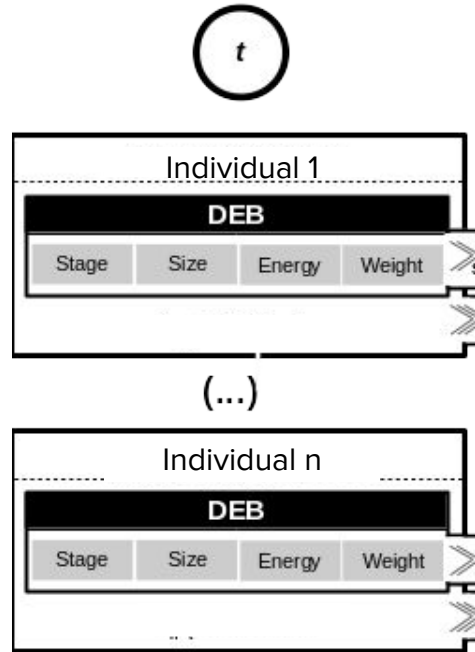 t
Individual 1
DEB
Stage Size Energy Weight
(...)
Individual n
DEB
Stage Size Energy Weight